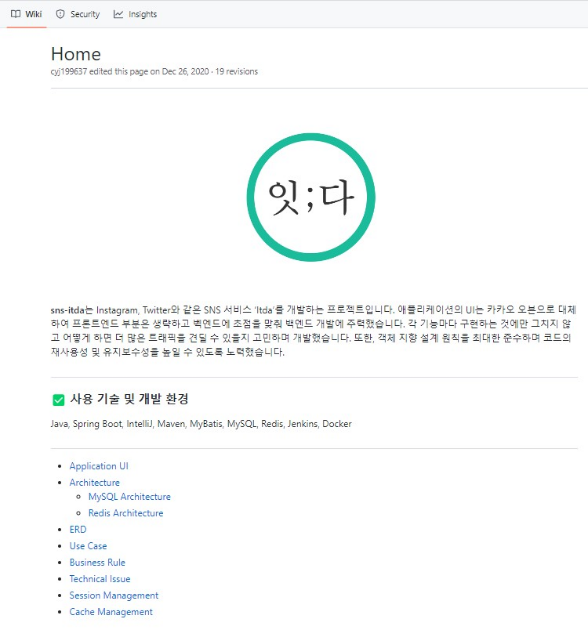 Wiki Security Insights
Home
cyj199637 edited this page on Dec 26, 2020 · 19 revisions
잇;다
sns-itda는 Instagram, Twitter와 같은 SNS 서비스 'Itda'를 개발하는 프로젝트입니다. 애플리케이션의 UI는 카카오 오븐으로 대체
하여 프론트엔드 부분은 생략하고 벡엔드에 초점을 맞춰 백엔드 개발에 주력했습니다. 각 기능마다 구현하는 것에만 그치지 않
고 어떻게 하면 더 많은 트래픽을 견딜 수 있을지 고민하며 개발했습니다. 또한, 객체 지향 설계 원칙을 최대한 준수하며 코드의
재사용성 및 유지보수성을 높일 수 있도록 노력했습니다.
사용 기술 및 개발 환경
Java, Spring Boot, IntelliJ, Maven, MyBatis, MySQL, Redis, Jenkins, Docker
Application UI
Architecture
MySQL Architecture
Redis Architecture
ERD
Use Case
Business Rule
Technical Issue
Session Management
Cache Management